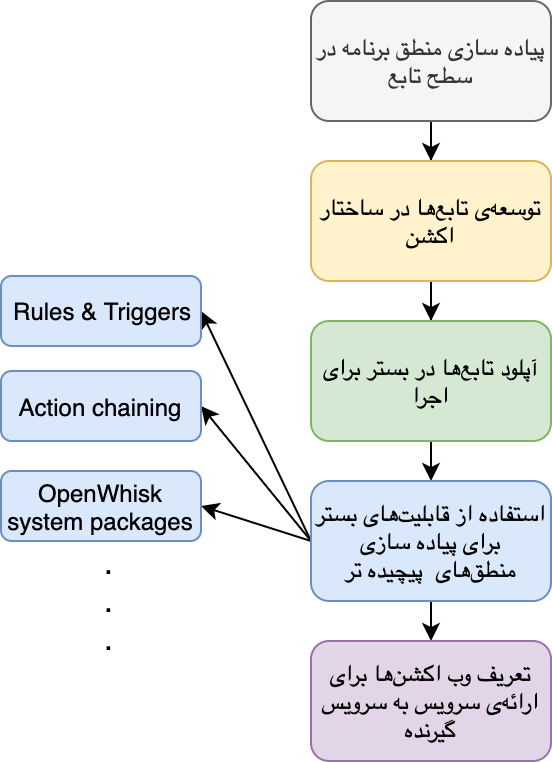 پیاده سازی منطق برنامه در
سطح تابع
توسعه‌ی تابع‌ها در ساختار
اکشن
آپلود تابع‌ها در بستر برای
اجرا
استفاده از قابلیت‌های بستر
برای پیاده سازی
منطق‌های پیچیده تر
Rules & Triggers
Action chaining
OpenWhisk
system packages
.
.
.
تعریف وب اکشن‌ها برای
ارائه‌ی سرویس به سرویس
گیرنده